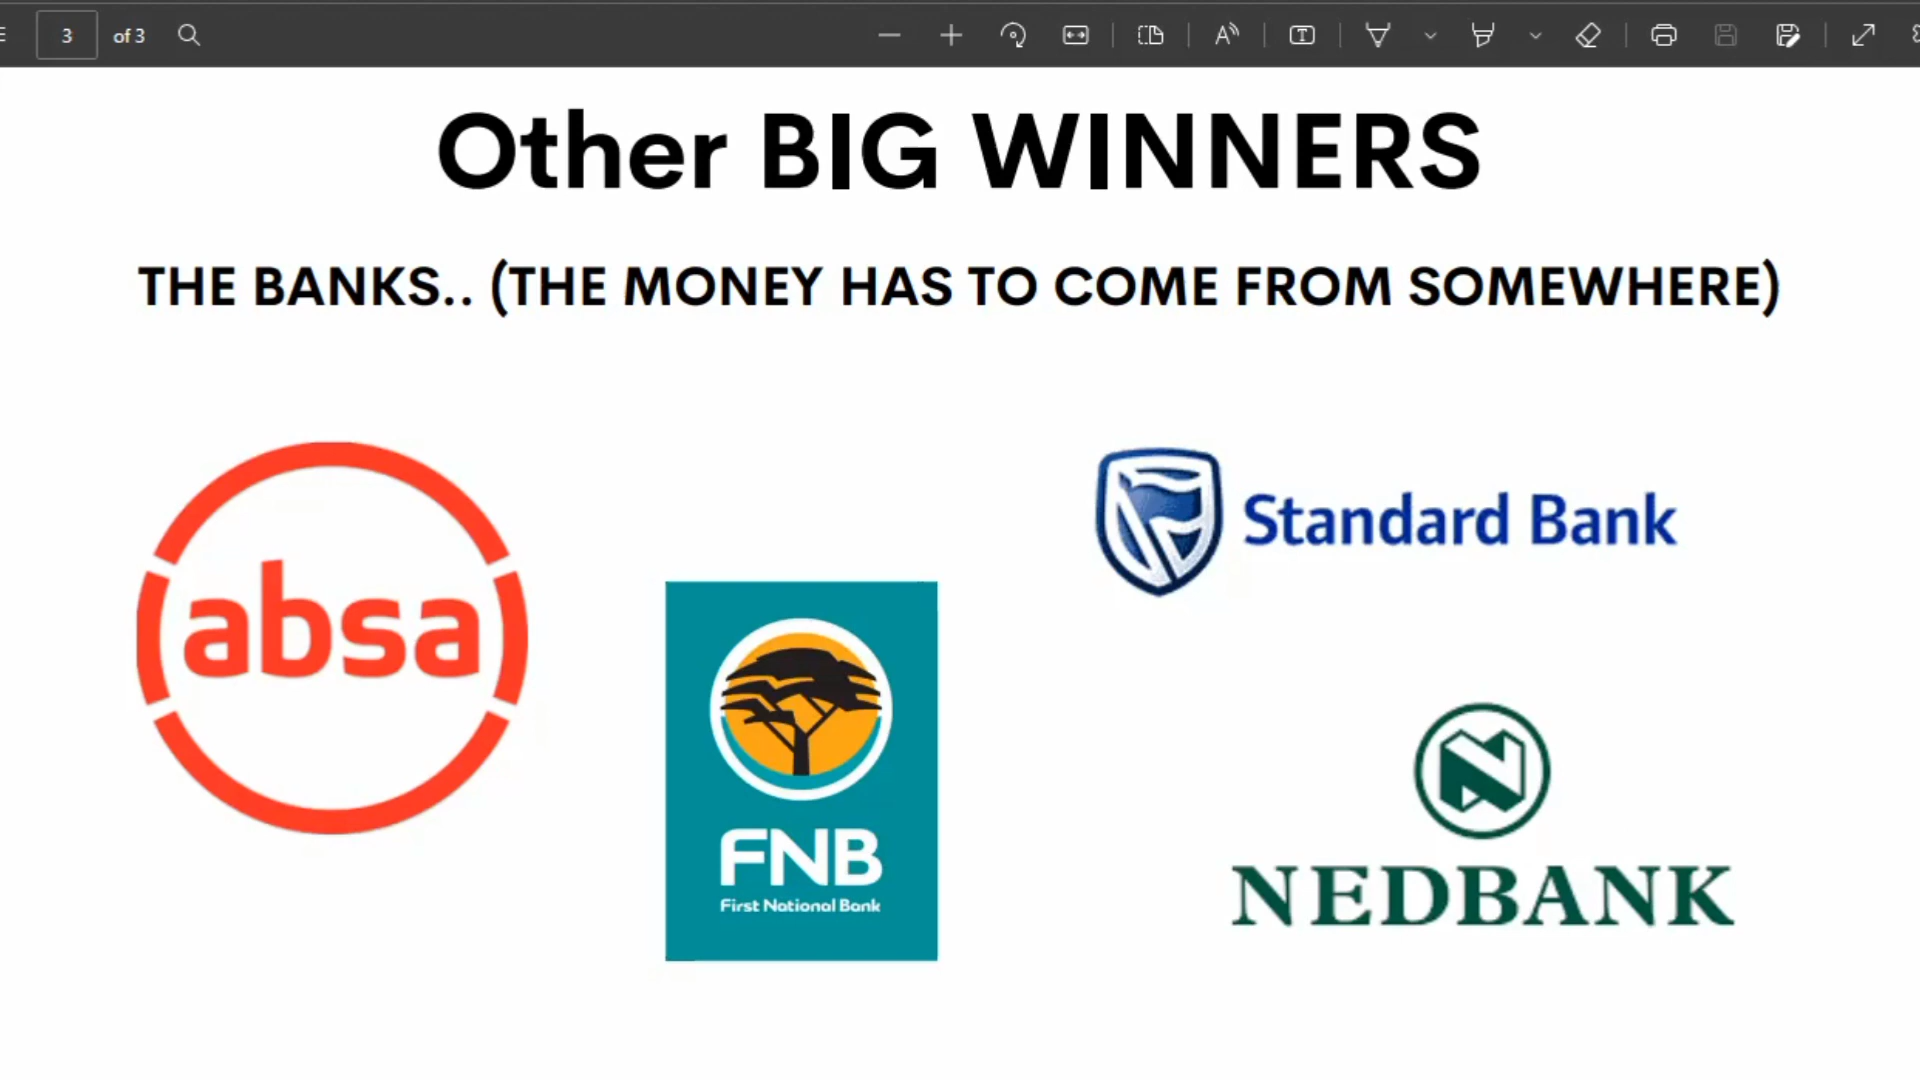 3 of 3
Other BIG WINNERS
THE BANKS.. (THE MONEY HAS TO COME FROM SOMEWHERE)
absa
Standard Bank
FNB
First National Bank
NEDBANK